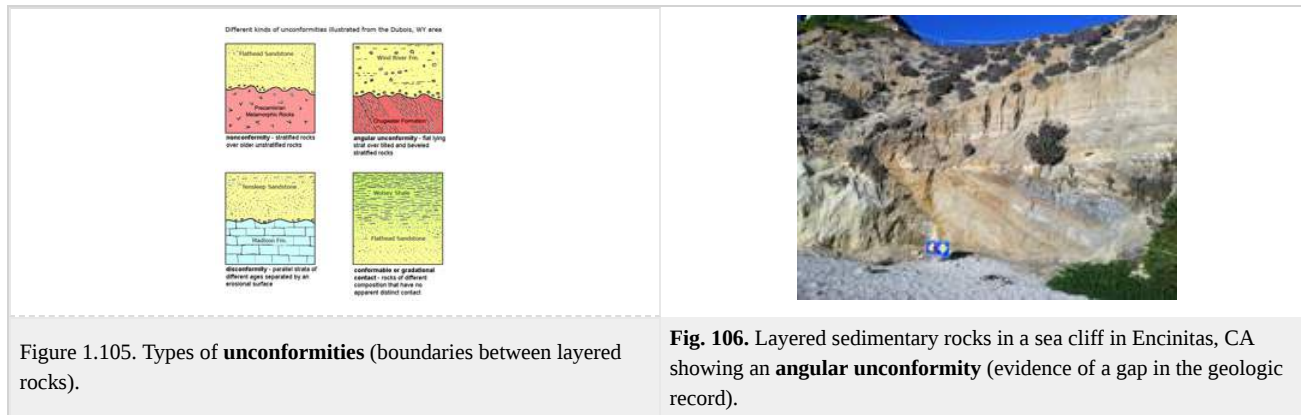 Different kinds of unconformities illustrated from the Dubois, WY area
Flathead Sandstone
Precambrian
Metamorphic Rocks
nonconformity - stratified rocks
over older unstratified rocks
Wind River Fm.
Chugwater Formation
angular unconformity - flat lying
strat over tilted and beveled
stratified rocks
Tensleep Sandstone
Madison Fm.
disconformity - parallel strata of
different ages separated by an
erosional surface
Wolsey Shale
Flathead Sandstone
conformable or gradational
contact - rocks of different
composition that have no
apparent distinct contact
Figure 1.105. Types of unconformities (boundaries between layered
rocks).
Fig. 106. Layered sedimentary rocks in a sea cliff in Encinitas, CA
showing an angular unconformity (evidence of a gap in the geologic
record).